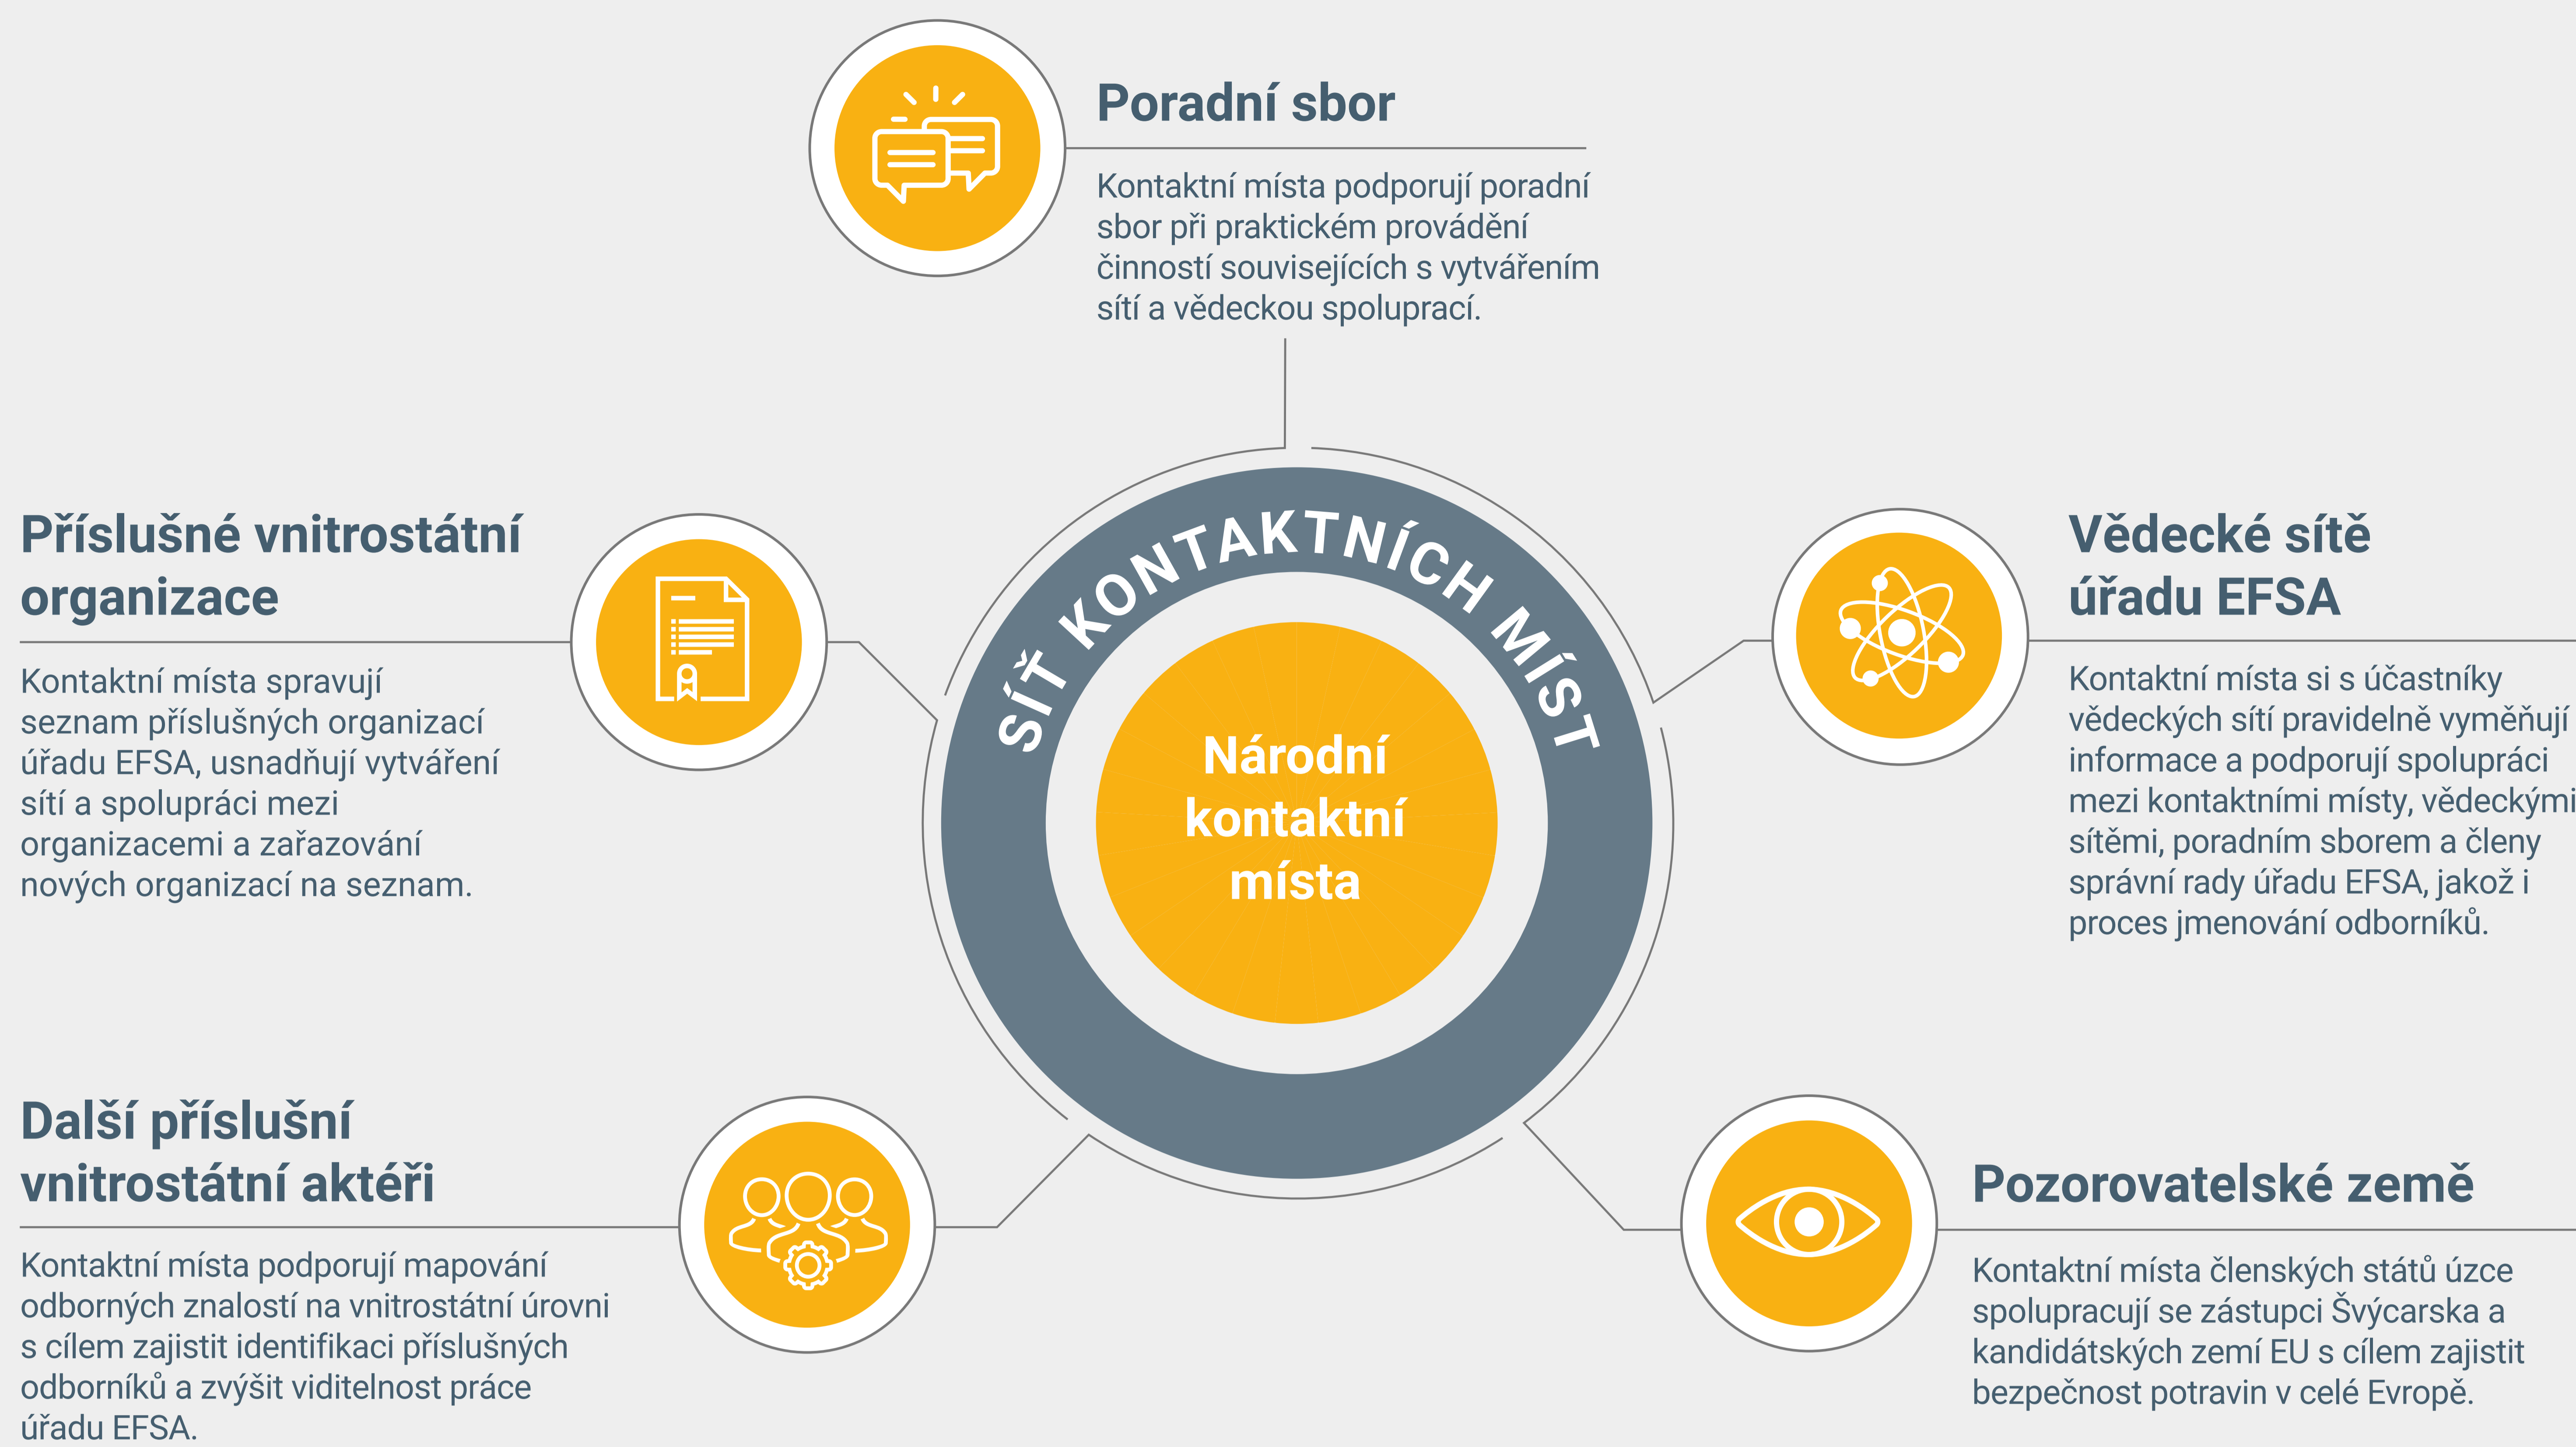 Poradní sbor
Kontaktní místa podporují poradní
sbor při praktickém provádění
činností souvisejících s vytvářením
sítí a vědeckou spoluprací.
Příslušné vnitrostátní
organizace
Kontaktní místa spravují
seznam příslušných organizací
úřadu EFSA, usnadňují vytváření
sítí a spolupráci mezi
organizacemi a zařazování
nových organizací na seznam.
SÍŤ KONTAKTNÍCH MÍST
Národní
kontaktní
místa
Vědecké sítě
úřadu EFSA
Kontaktní místa si s účastníky
vědeckých sítí pravidelně vyměňují
informace a podporují spolupráci
mezi kontaktními místy, vědeckými
sítěmi, poradním sborem a členy
správní rady úřadu EFSA, jakož i
proces jmenování odborníků.
Další příslušní
vnitrostátní aktéři
Kontaktní místa podporují mapování
odborných znalostí na vnitrostátní úrovni
s cílem zajistit identifikaci příslušných
odborníků a zvýšit viditelnost práce
úřadu EFSA.
Pozorovatelské země
Kontaktní místa členských států úzce
spolupracují se zástupci Švýcarska a
kandidátských zemí EU s cílem zajistit
bezpečnost potravin v celé Evropě.